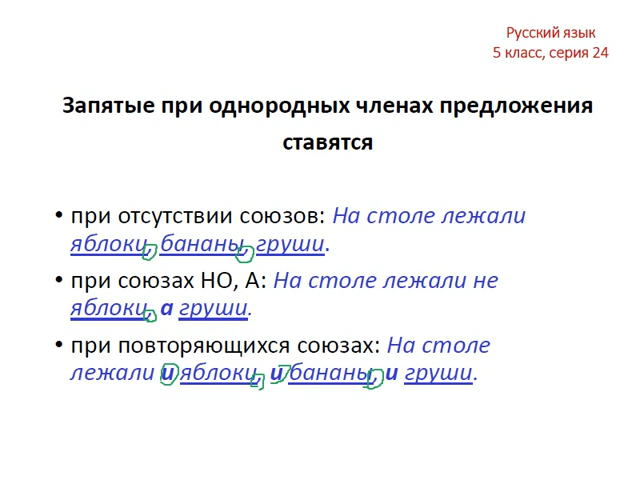 Русский язык
5 класс, серия 24
Запятые при однородных членах предложения
ставятся
• при отсутствии союзов: На столе лежали
яблоки, бананы, груши.
• при союзах НО, А: На столе лежали не
яблоки, а груши.
• при повторяющихся союзах: На столе
лежали и яблоки, и бананы, и груши.